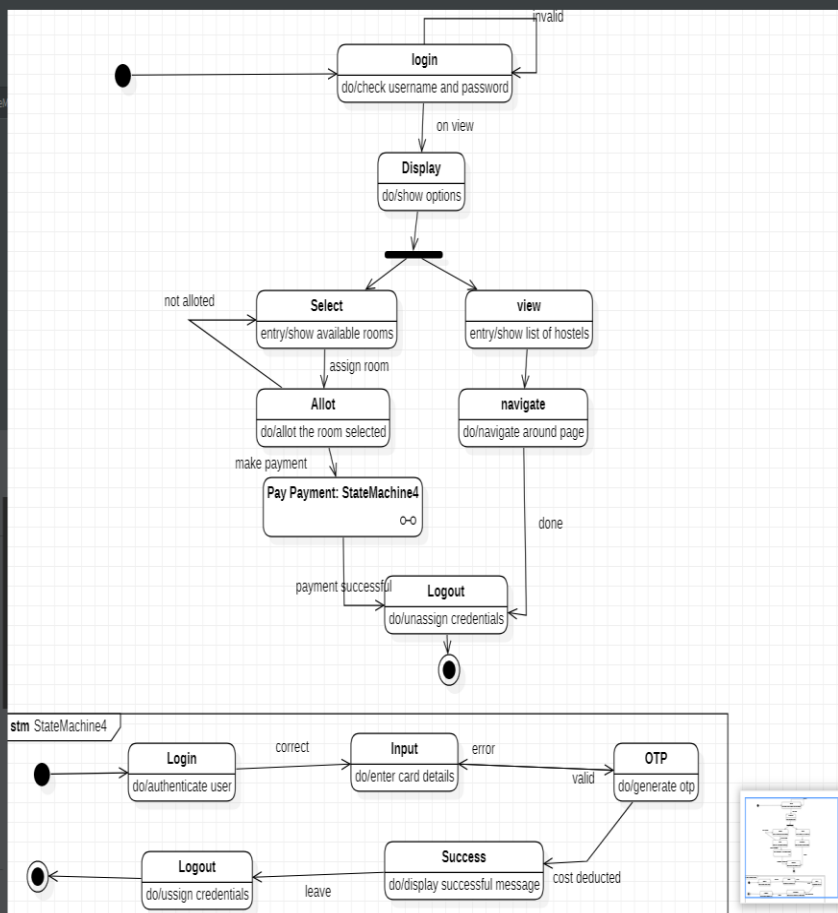 invalid
login
do/check username and password
on view
Display
do/show options
not alloted
Select
entry/show available rooms
view
entry/show list of hostels
assign room
Allot
do/allot the room selected
navigate
do/navigate around page
make payment
Pay Payment: StateMachine4
done
payment successful
Logout
do/unassign credentials
stm StateMachine4
Login
do/authenticate user
correct
Input
do/enter card details
error
valid
OTP
do/generate otp
Logout
do/ussign credentials
leave
Success
do/display successful message
cost deducted